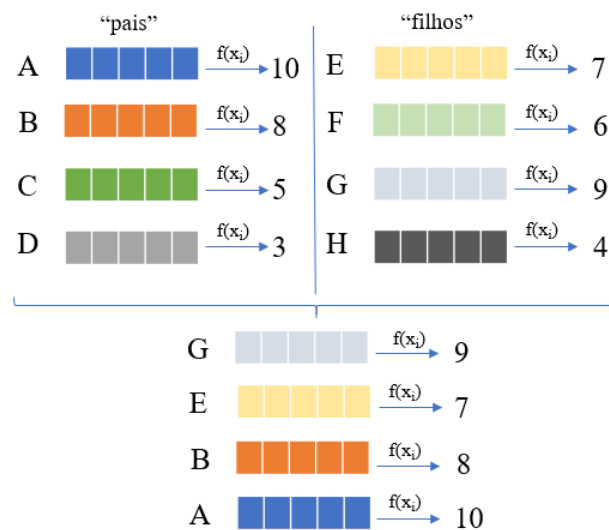 “pais”
A f(xi) 10
B f(xi) 8
C f(xi) 5
D f(xi) 3
“filhos”
E f(xi) 7
F f(xi) 6
G f(xi) 9
H f(xi) 4
G f(xi) 9
E f(xi) 7
B f(xi) 8
A f(xi) 10